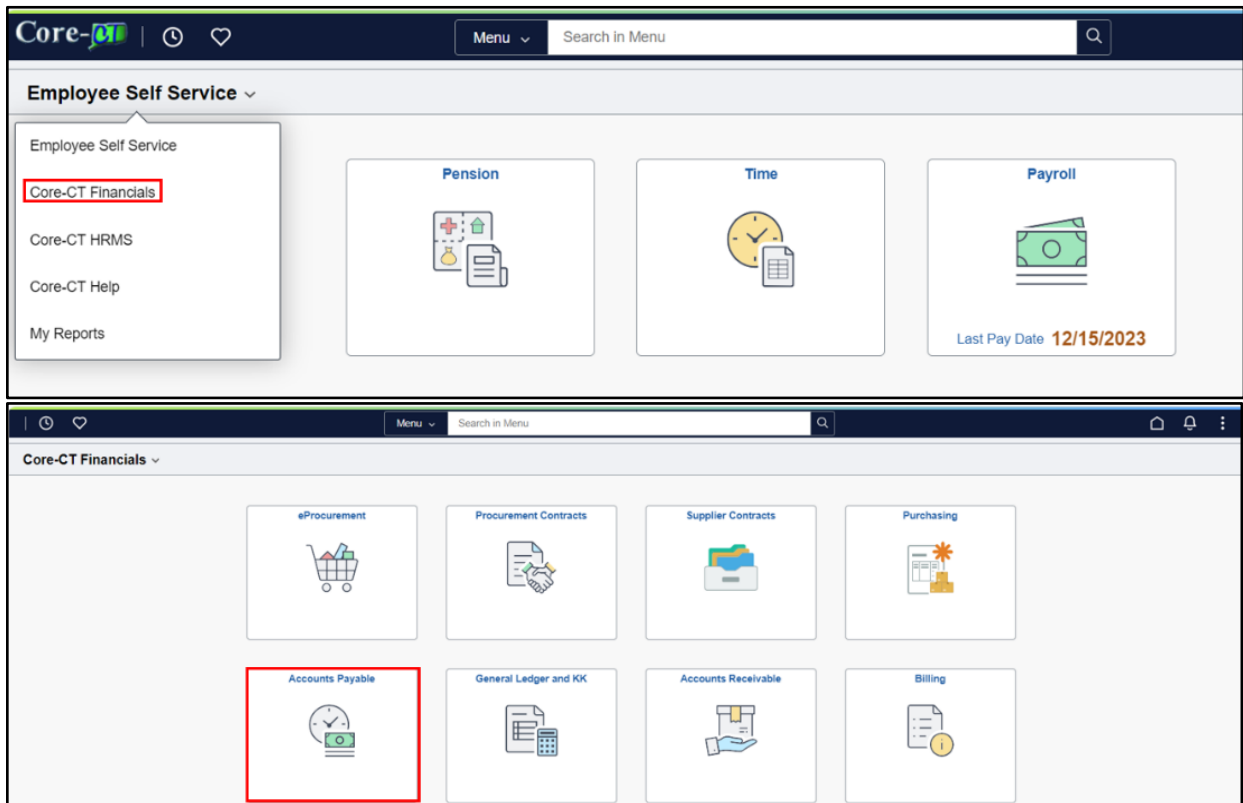 Core-CT
Menu
Search in Menu
Employee Self Service
Employee Self Service
Core-CT Financials
Core-CT HRMS
Core-CT Help
My Reports
Pension
Time
Payroll
Last Pay Date 12/15/2023
Menu
Search in Menu
Core-CT Financials
eProcurement
Procurement Contracts
Supplier Contracts
Purchasing
Accounts Payable
General Ledger and KK
Accounts Receivable
Billing